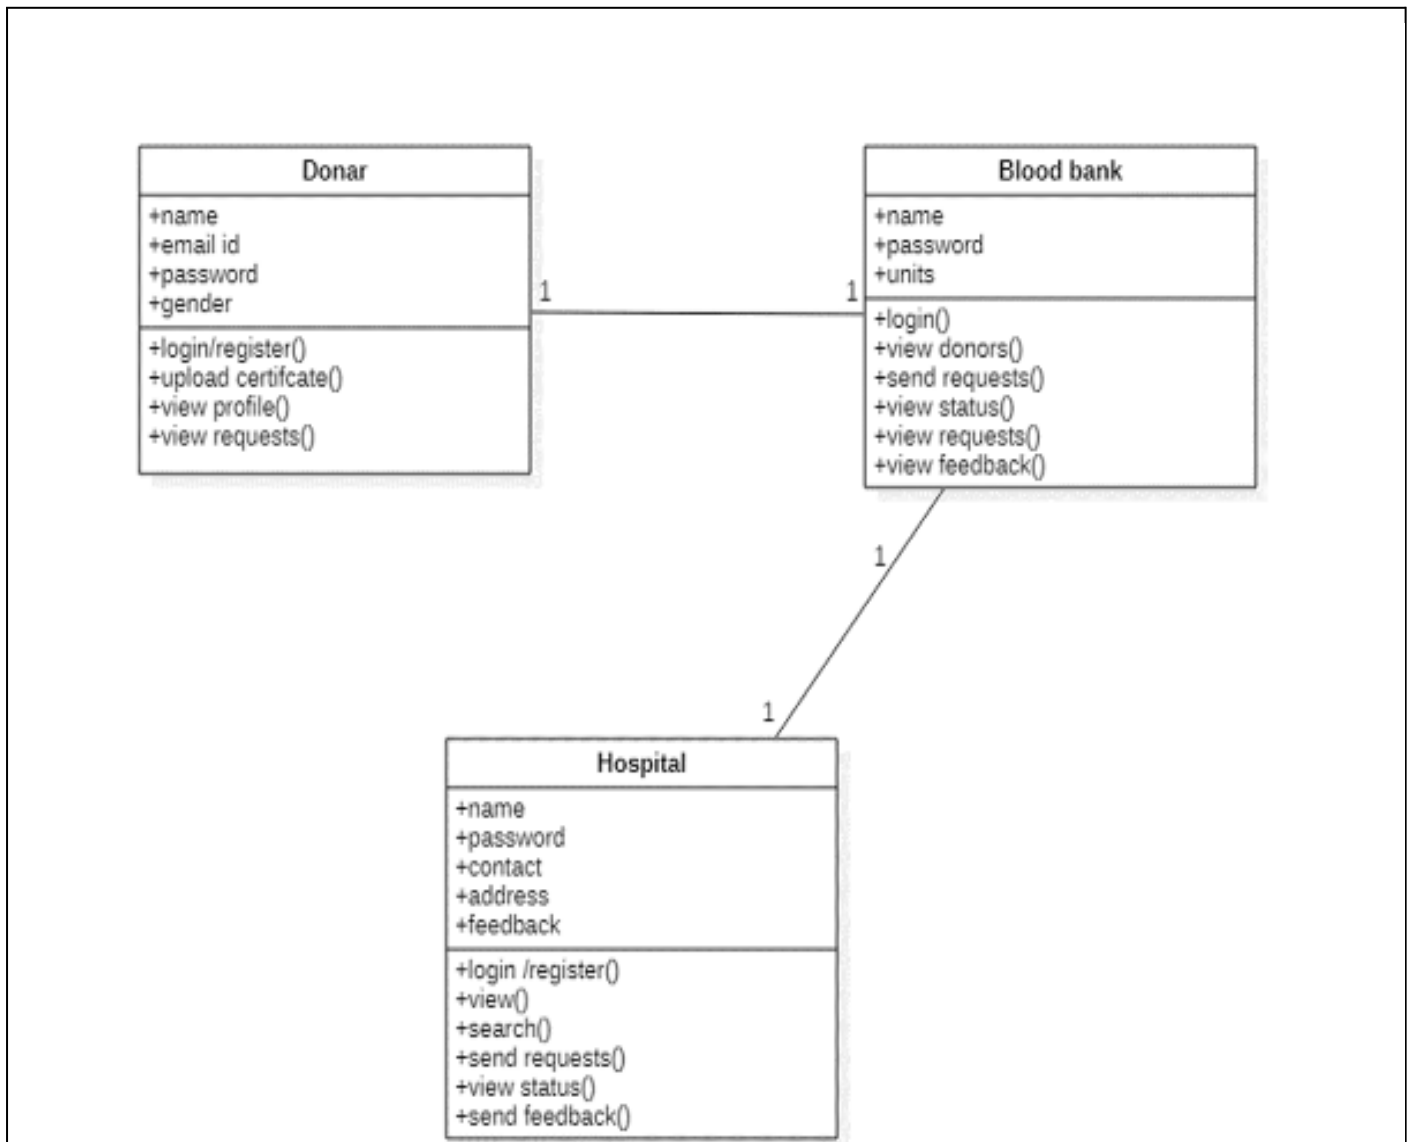 Donar
+name
+email id
+password
+gender
+login/register()
+upload certifcate()
+view profile()
+view requests()
1
1
Blood bank
+name
+password
+units
+login()
+view donors()
+send requests()
+view status()
+view requests()
+view feedback()
1
1
Hospital
+name
+password
+contact
+address
+feedback
+login /register()
+view()
+search()
+send requests()
+view status()
+send feedback()